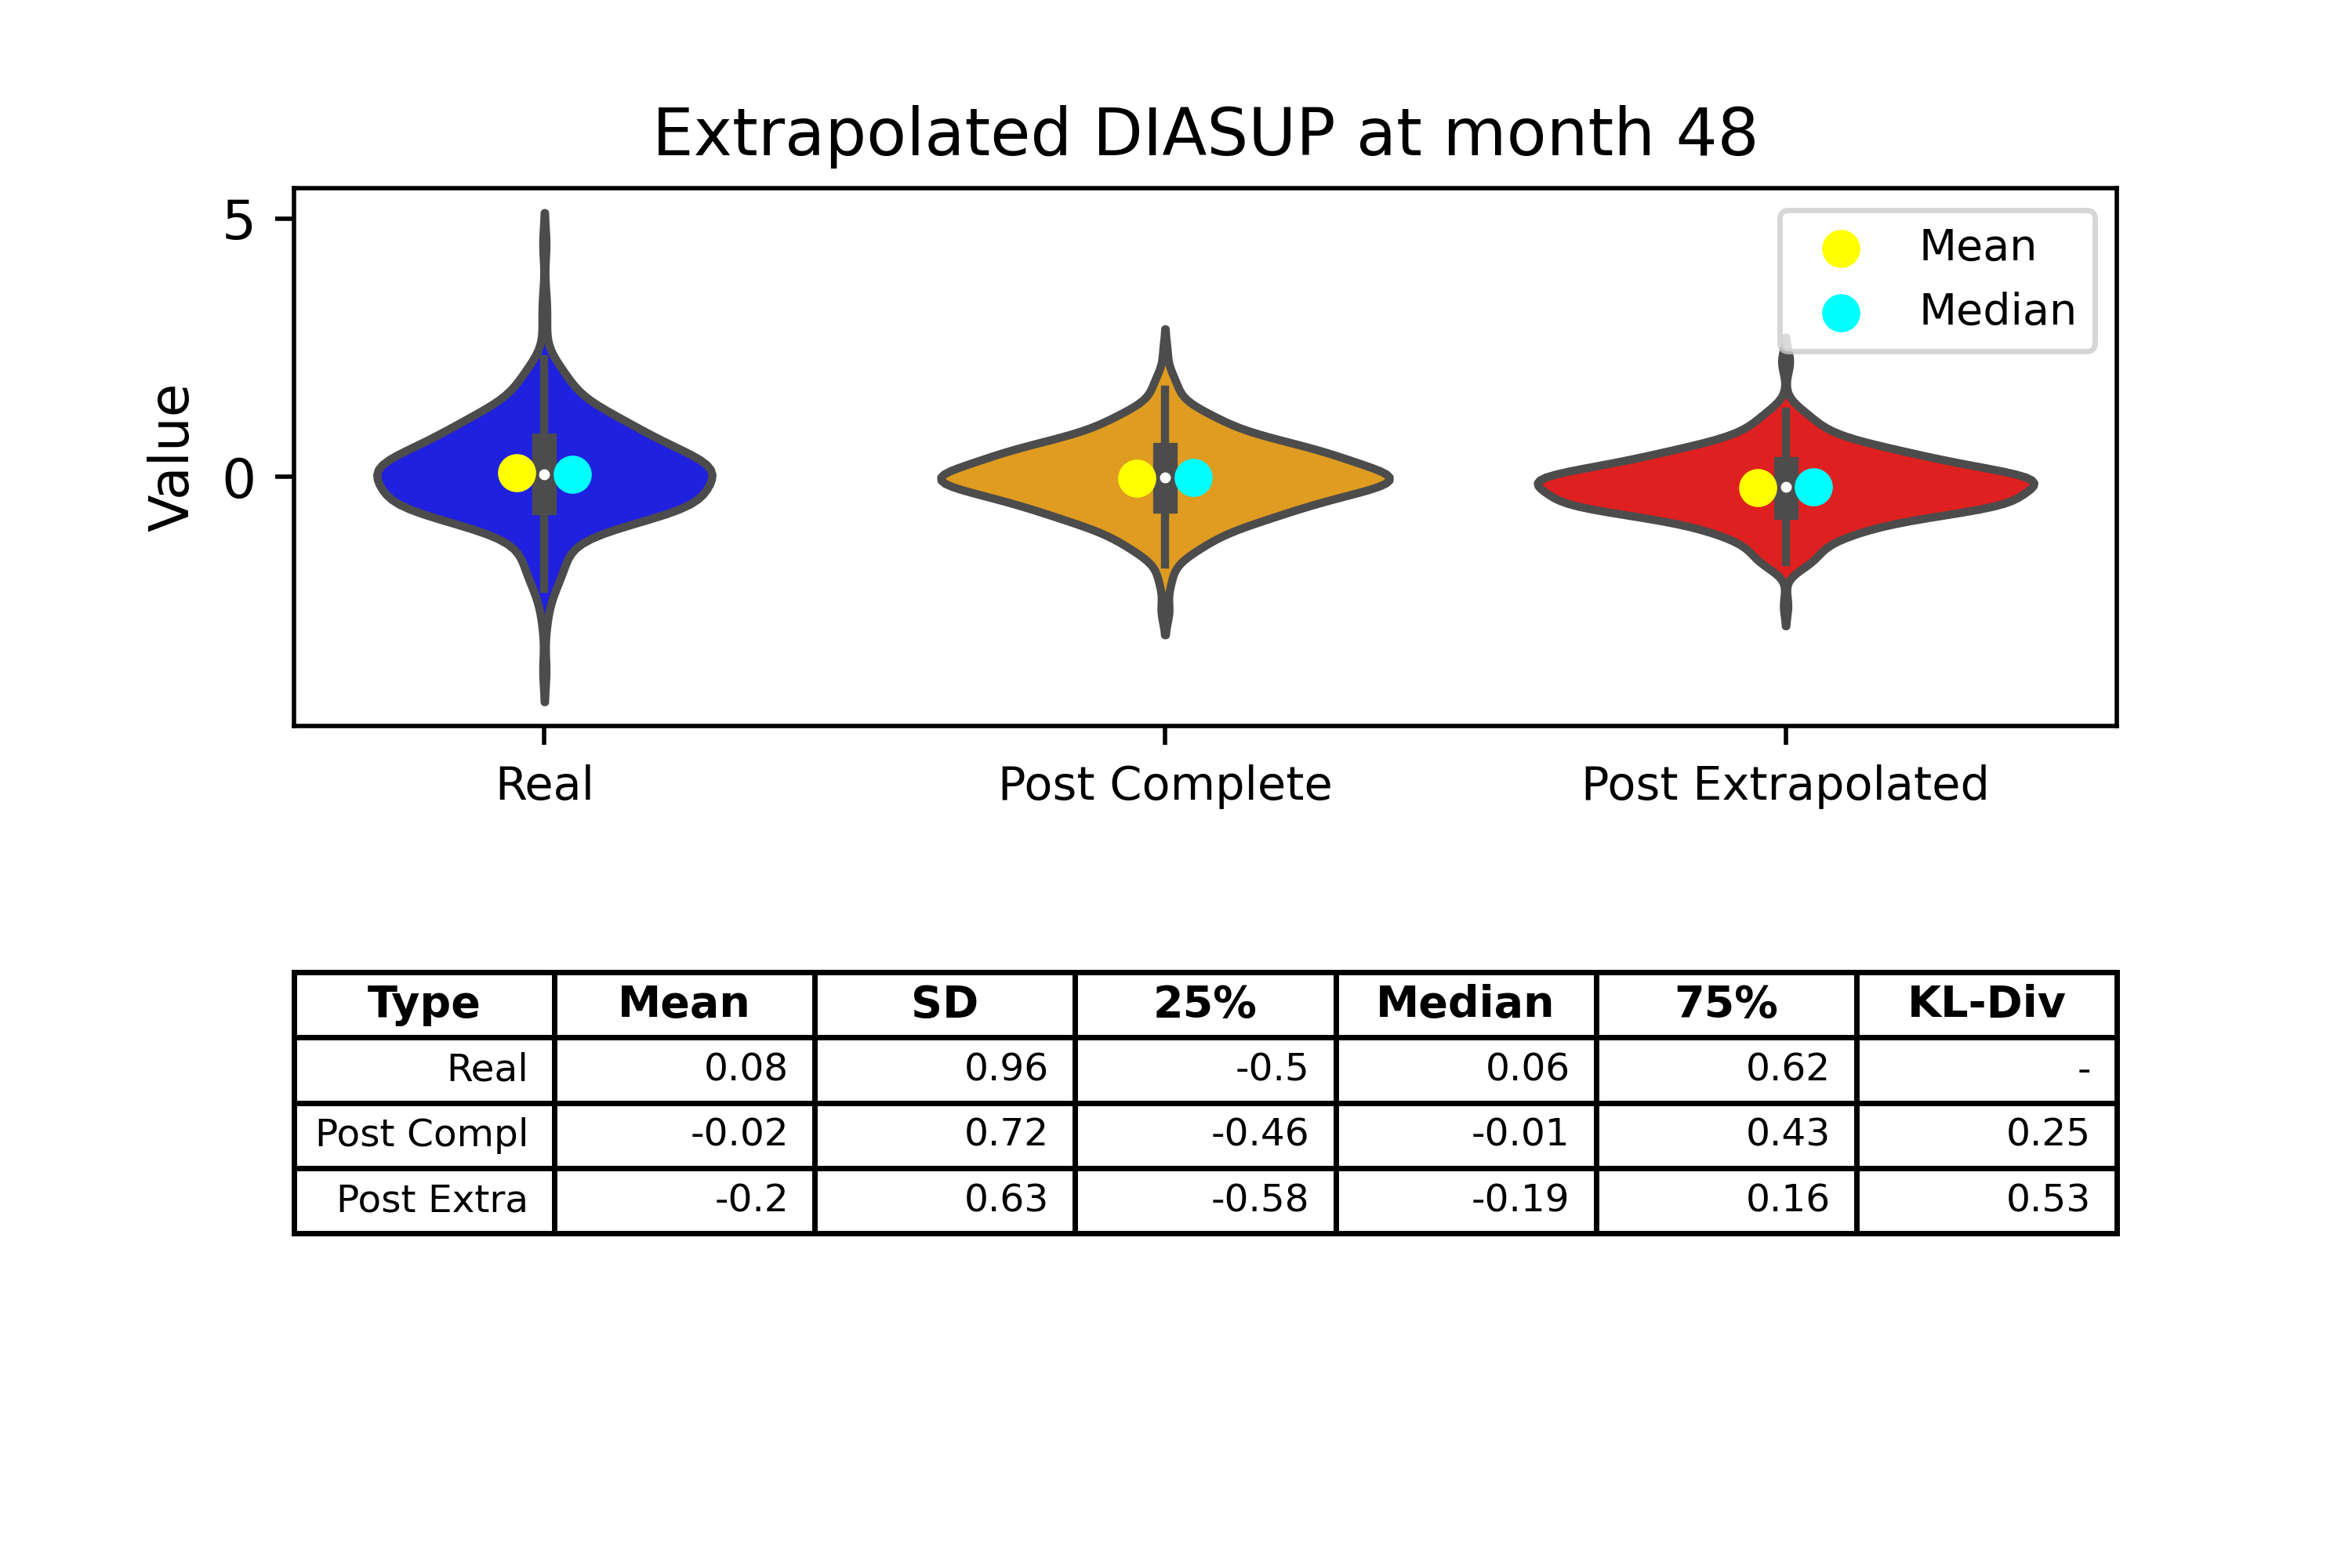 Extrapolated DIASUP at month 48
5
0
Value
Mean
Median
Real Post Complete Post Extrapolated
Type Mean SD 25% Median 75% KL-Div
Real 0.08 0.96 -0.5 0.06 0.62 -
Post Compl -0.02 0.72 -0.46 -0.01 0.43 0.25
Post Extra -0.2 0.63 -0.58 -0.19 0.16 0.53